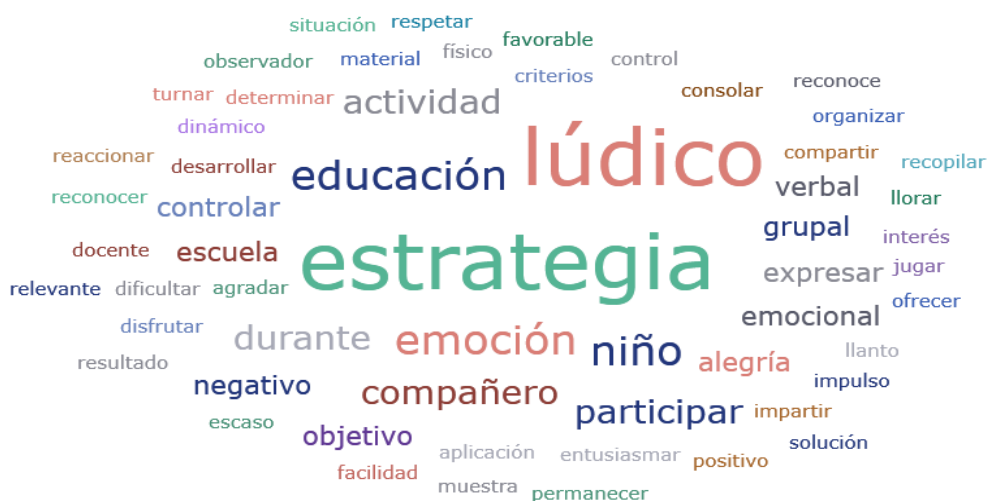 situación respetar
favorable
observador material físico control
criterios reconoce
turnar determinar actividad consolar
organizar
dinámico lúdico
reaccionar desarrollar educación compartir recopilar
verbal
reconocer controlar llorar
grupal interés
docente escuela estrategia
expresar jugar
relevante dificultar agradar ofrecer
emocional
disfrutar durante emoción niño llanto
resultado alegría
negativo compañero impulso
participar impartir
escaso objetivo solución
aplicación entusiasmar positivo
facilidad muestra permanecer